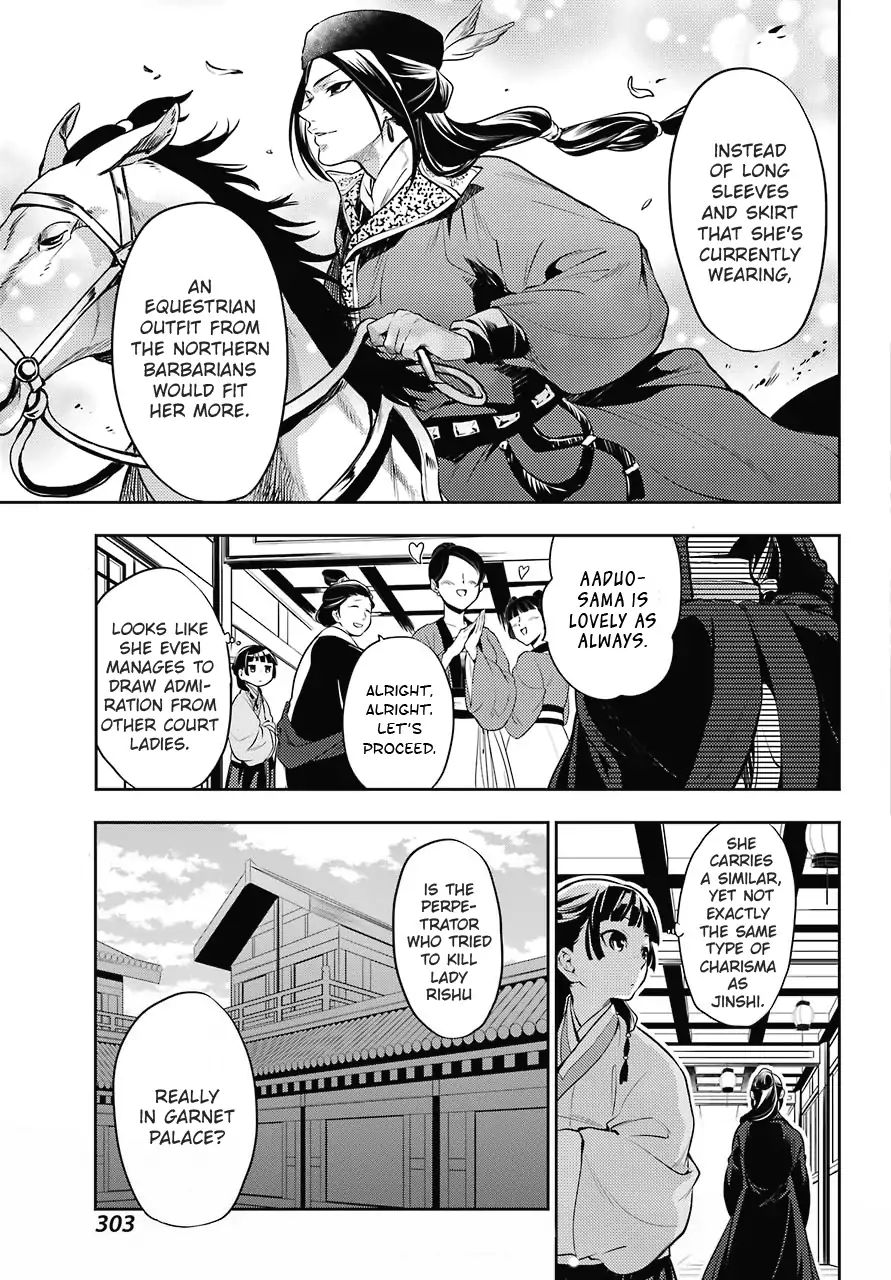 INSTEAD
OF LONG
SLEEVES
AND SKIRT
THAT SHE'S
CURRENTLY
WEARING,
AN
EQUESTRIAN
OUTFIT FROM
THE NORTHERN
BARBARIANS
WOULD FIT
HER MORE.
AADUO-
SAMA IS
LOVELY AS
ALWAYS.
ALRIGHT,
ALRIGHT.
LET'S
PROCEED.
LOOKS LIKE
SHE EVEN
MANAGES TO
DRAW ADMI-
RATION FROM
OTHER COURT
LADIES.
SHE
CARRIES
A SIMILAR,
YET NOT
EXACTLY
THE SAME
TYPE OF
CHARISMA
AS
JINSHI.
IS THE
PERPE-
TRATOR
WHO TRIED
TO KILL
LADY
RISHU
REALLY
IN GARNET
PALACE?
303